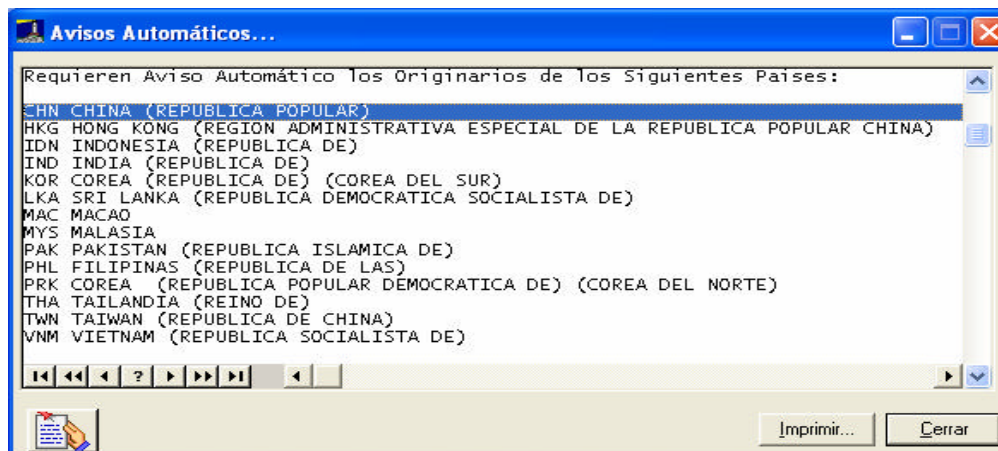 Avisos Automáticos...
Requieren Aviso Automático los Originarios de los Siguientes Paises:
CHN CHINA (REPUBLICA POPULAR)
HKG HONG KONG (REGION ADMINISTRATIVA ESPECIAL DE LA REPUBLICA POPULAR CHINA)
IDN INDONESIA (REPUBLICA DE)
IND INDIA (REPUBLICA DE)
KOR COREA (REPUBLICA DE) (COREA DEL SUR)
LKA SRI LANKA (REPUBLICA DEMOCRATICA SOCIALISTA DE)
MAC MACAO
MYS MALASIA
PAK PAKISTAN (REPUBLICA ISLAMICA DE)
PHL FILIPINAS (REPUBLICA DE LAS)
PRK COREA (REPUBLICA POPULAR DEMOCRATICA DE) (COREA DEL NORTE)
THA TAILANDIA (REINO DE)
TWN TAIWAN (REPUBLICA DE CHINA)
VNM VIETNAM (REPUBLICA SOCIALISTA DE)
?
Imprimir... Cerrar